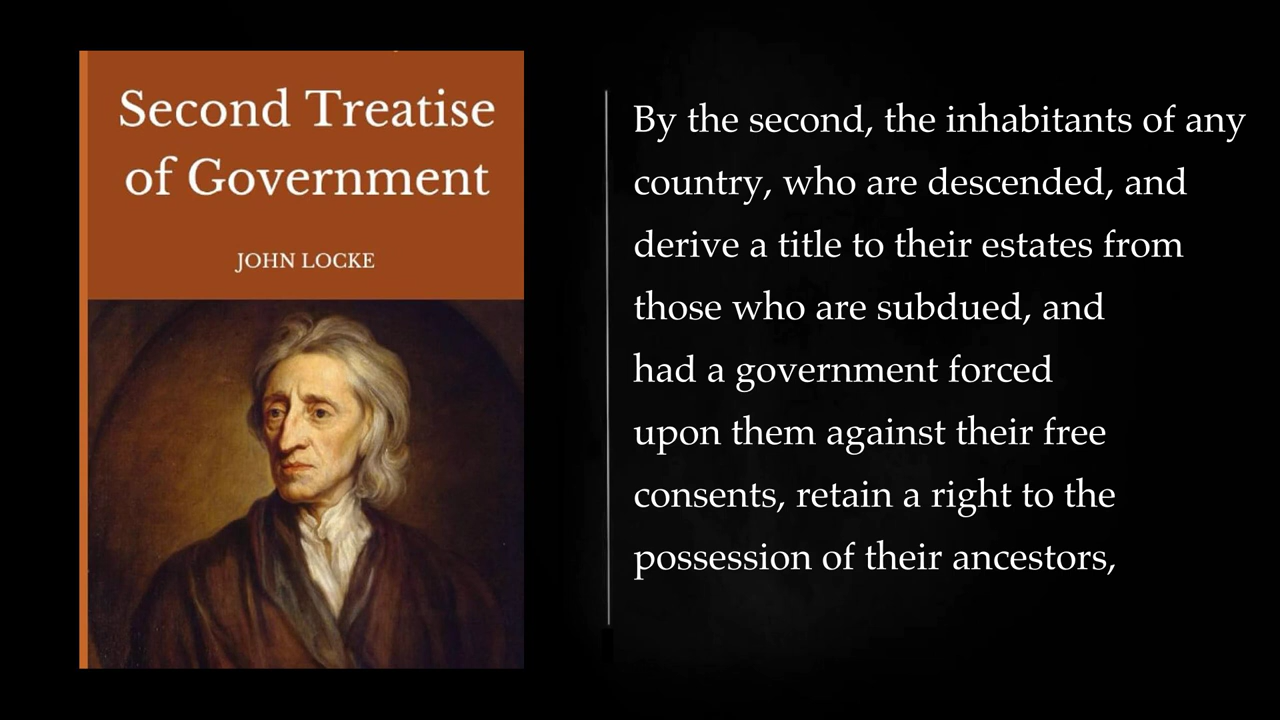 Second Treatise
of Government
JOHN LOCKE
By the second, the inhabitants of any
country, who are descended, and
derive a title to their estates from
those who are subdued, and
had a government forced
upon them against their free
consents, retain a right to the
possession of their ancestors,